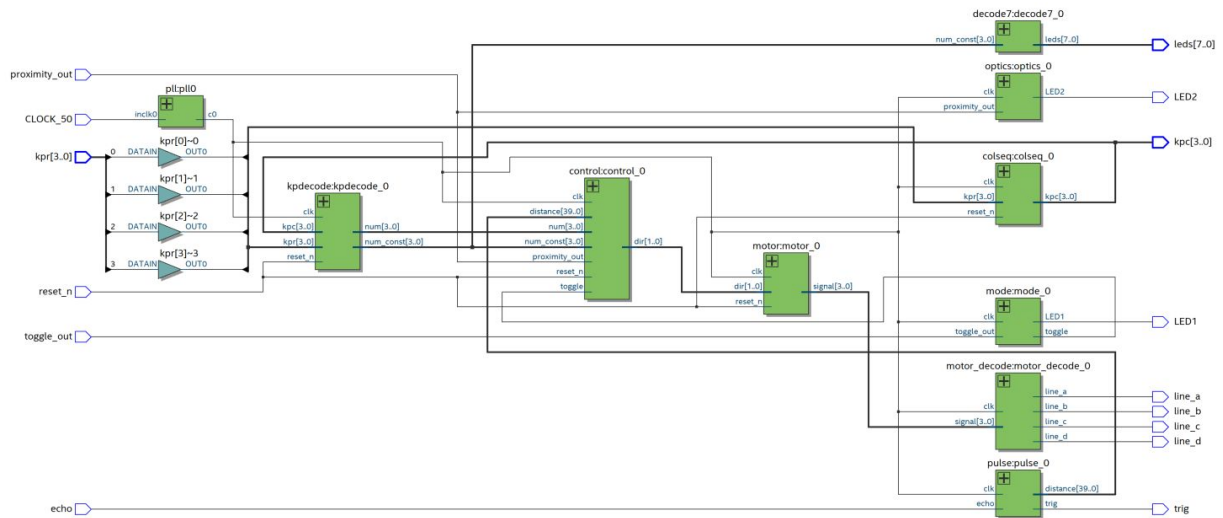 decode7:decode7_0
num_const[3..0]
leds[7..0]
leds[7..0]
optics:optics_0
clk
LED2
proximity_out
LED2
proximity_out
pll:pll0
inclk0
c0
CLOCK_50
kpr[0]~0
DATAIN
OUT0
kpr[3..0]
0
kpr[1]~1
1
DATAIN
OUT0
kpr[2]~2
2
DATAIN
OUT0
kpr[3]~3
3
DATAIN
OUT0
kpdecode:kpdecode_0
clk
kpc[3..0]
kpr[3..0]
reset_n
num[3..0]
num_const[3..0]
control:control_0
clk
distance[39..0]
num[3..0]
num_const[3..0]
proximity_out
reset_n
toggle
dir[1..0]
colseq:colseq_0
clk
kpr[3..0]
reset_n
kpc[3..0]
kpc[3..0]
motor:motor_0
clk
dir[1..0]
reset_n
signal[3..0]
reset_n
mode:mode_0
clk
toggle_out
LED1
toggle
LED1
toggle_out
motor_decode:motor_decode_0
clk
signal[3..0]
line_a
line_b
line_c
line_d
line_a
line_b
line_c
line_d
pulse:pulse_0
clk
echo
distance[39..0]
trig
echo
trig